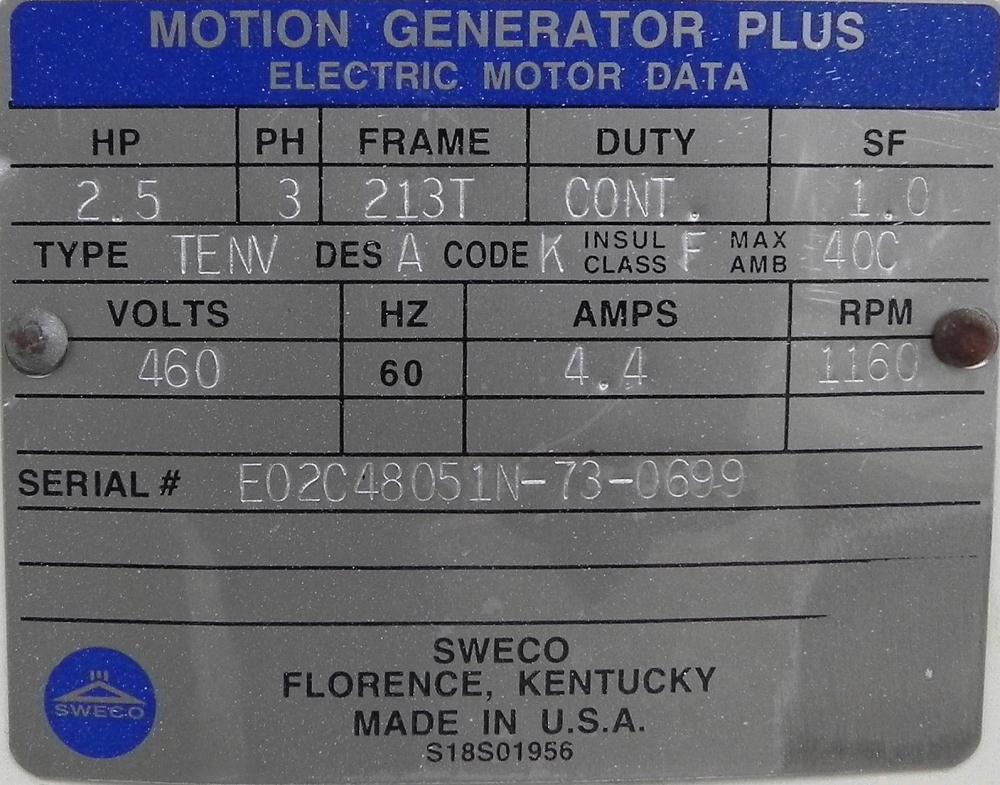 MOTION GENERATOR PLUS
ELECTRIC MOTOR DATA
HP PH FRAME DUTY SF
2.5 3 213T CONT. 1.0
TYPE TENV DES A CODE K INSUL CLASS F MAX AMB 40C
VOLTS HZ AMPS RPM
460 60 4.4 1160
SERIAL # E02C48051N-73-0699
SWECO
SWECO
FLORENCE, KENTUCKY
MADE IN U.S.A.
S18S01956